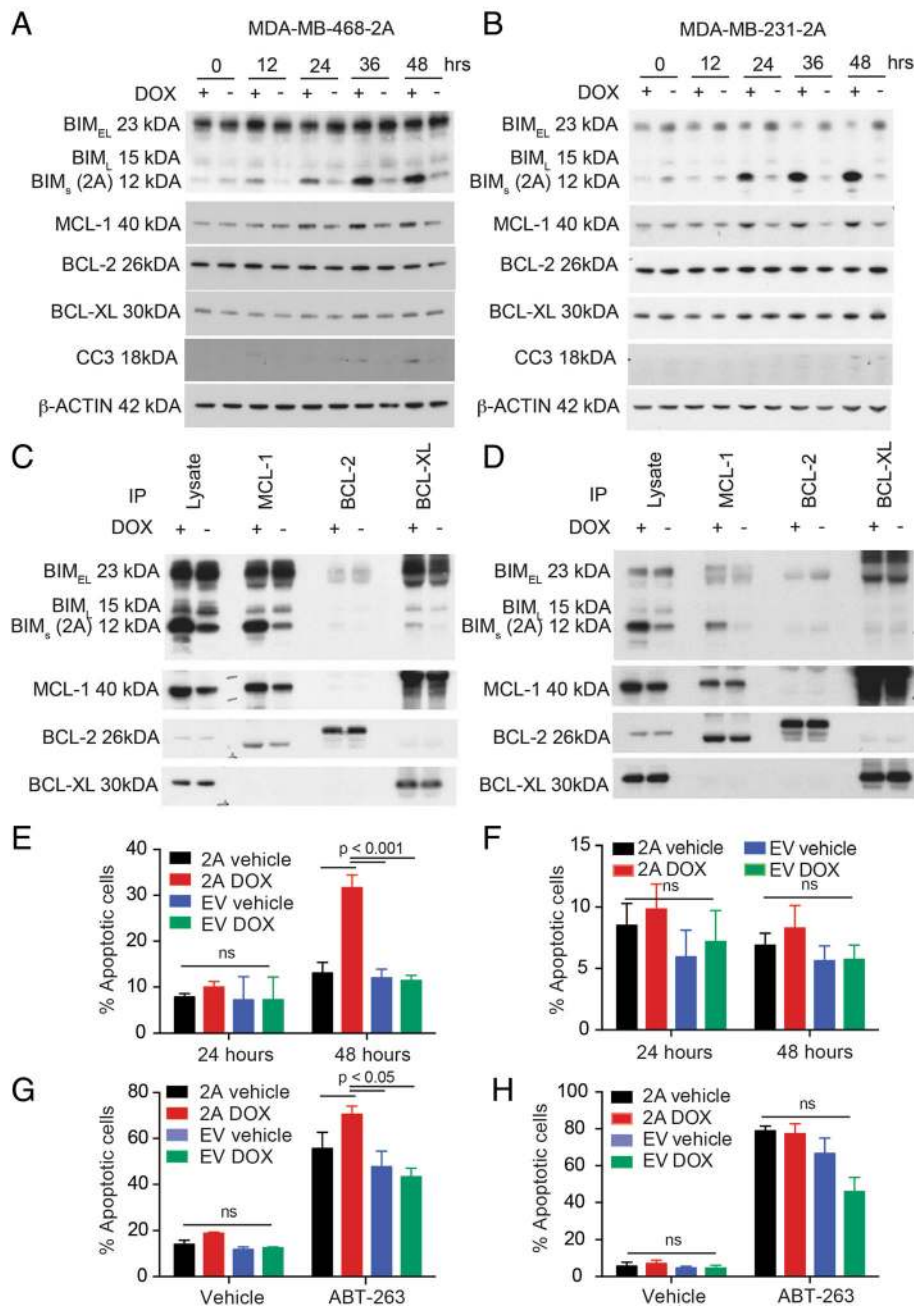 A
MDA-MB-468-2A
0 12 24 36 48 hrs
DOX + - + - + - + - + -
BIMEL 23 kDA
BIML 15 kDA
BIMs (2A) 12 kDA
MCL-1 40 kDA
BCL-2 26kDA
BCL-XL 30kDA
CC3 18kDA
β-ACTIN 42 kDA
B
MDA-MB-231-2A
0 12 24 36 48 hrs
DOX + - + - + - + - + -
BIMEL 23 kDA
BIML 15 kDA
BIMs (2A) 12 kDA
MCL-1 40 kDA
BCL-2 26kDA
BCL-XL 30kDA
CC3 18kDA
β-ACTIN 42 kDA
C
IP Lysate MCL-1 BCL-2 BCL-XL
DOX + - + - + - + -
BIMEL 23 kDA
BIML 15 kDA
BIMs (2A) 12 kDA
MCL-1 40 kDA
BCL-2 26kDA
BCL-XL 30kDA
D
IP Lysate MCL-1 BCL-2 BCL-XL
DOX + - + - + - + -
BIMEL 23 kDA
BIML 15 kDA
BIMs (2A) 12 kDA
MCL-1 40 kDA
BCL-2 26kDA
BCL-XL 30kDA
E
% Apoptotic cells
40
30
20
10
0
2A vehicle
2A DOX
EV vehicle
EV DOX
p < 0.001
ns
24 hours 48 hours
F
% Apoptotic cells
15
10
5
0
2A vehicle EV vehicle
2A DOX EV DOX
ns ns
24 hours 48 hours
G
% Apoptotic cells
80
60
40
20
0
2A vehicle
2A DOX
EV vehicle
EV DOX
p < 0.05
ns
Vehicle ABT-263
H
% Apoptotic cells
100
80
60
40
20
0
2A vehicle
2A DOX
EV vehicle
EV DOX
ns
ns
Vehicle ABT-263